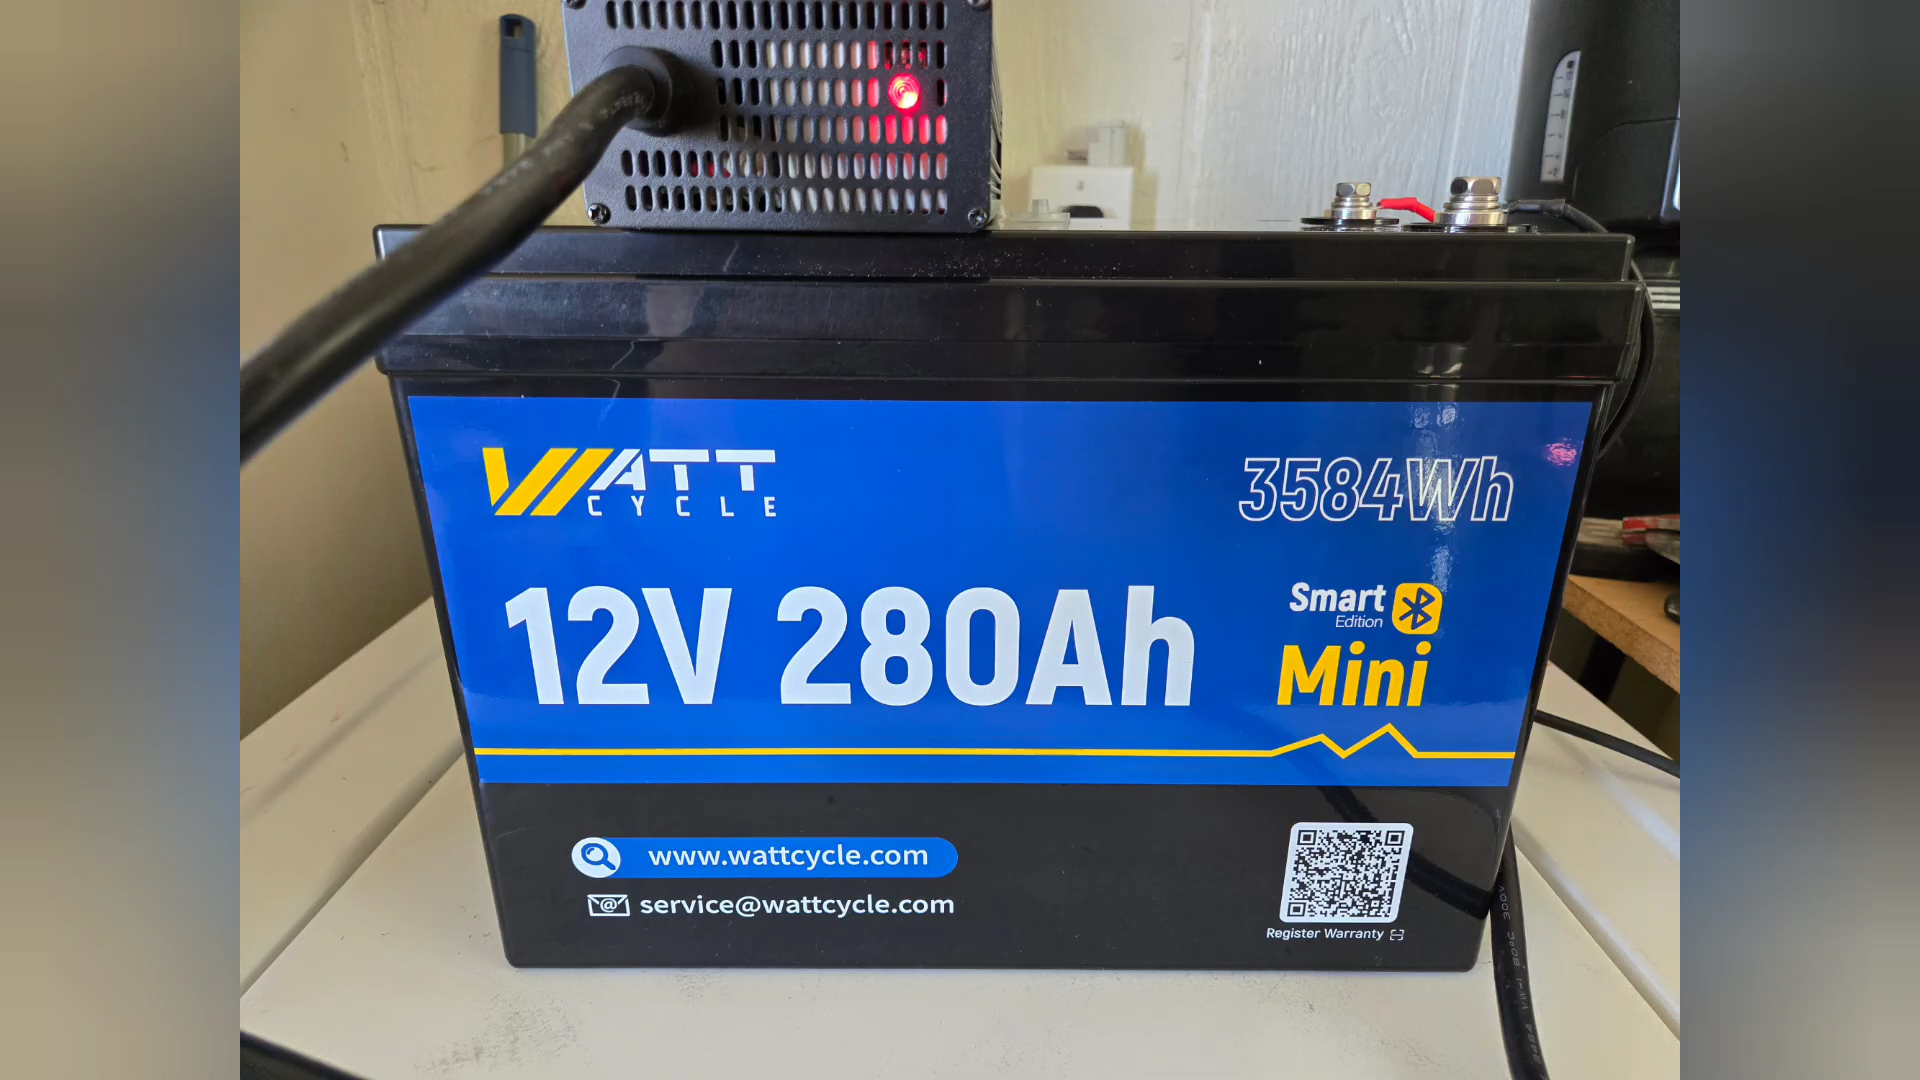 WATT
CYCLE
3584Wh
12V 280Ah
Smart
Edition
Mini
www.wattcycle.com
service@wattcycle.com
Register Warranty